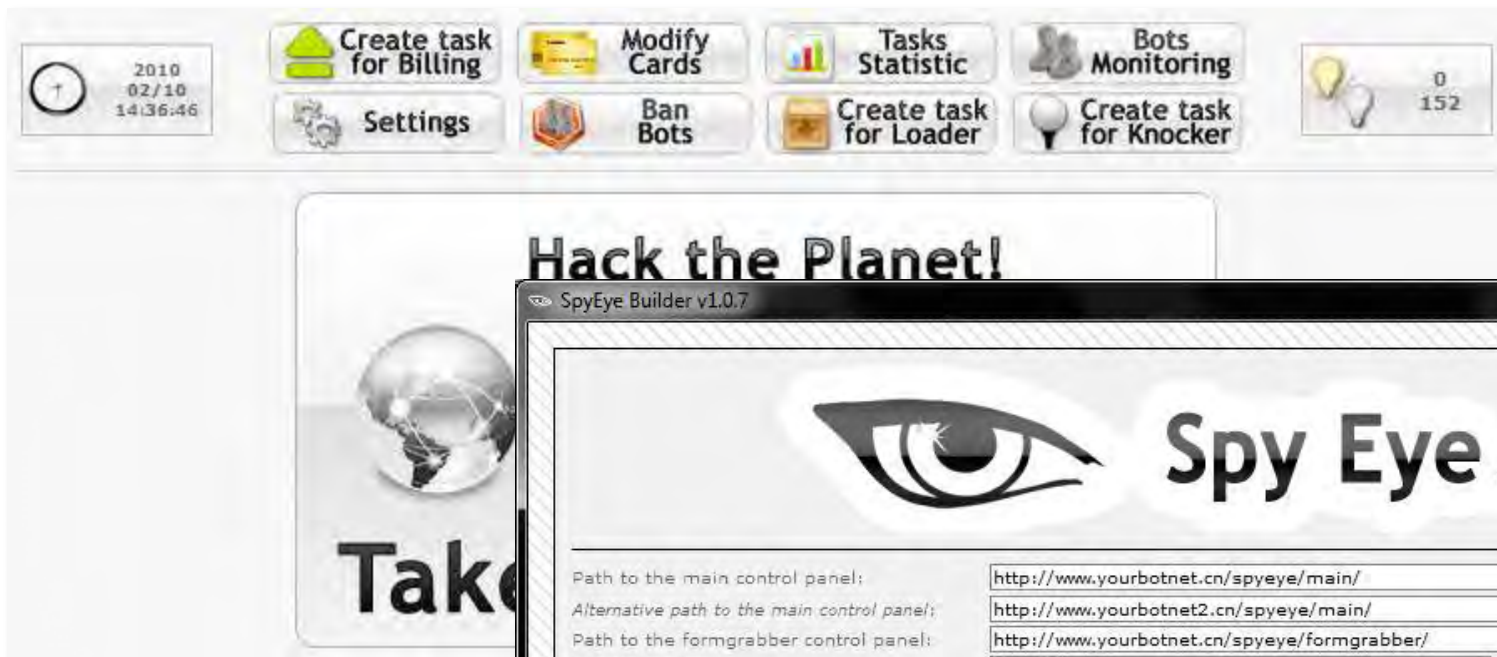 2010
02/10
14:36:46
Create task
for Billing
Modify
Cards
Tasks
Statistic
Bots
Monitoring
0
152
Settings
Ban
Bots
Create task
for Loader
Create task
for Knocker
Hack the Planet!
SpyEye Builder v1.0.7
Spy Eye
Take
Path to the main control panel:
http://www.yourbotnet.cn/spyeye/main/
Alternative path to the main control panel:
http://www.yourbotnet2.cn/spyeye/main/
Path to the formgrabber control panel:
http://www.yourbotnet.cn/spyeye/formgrabber/